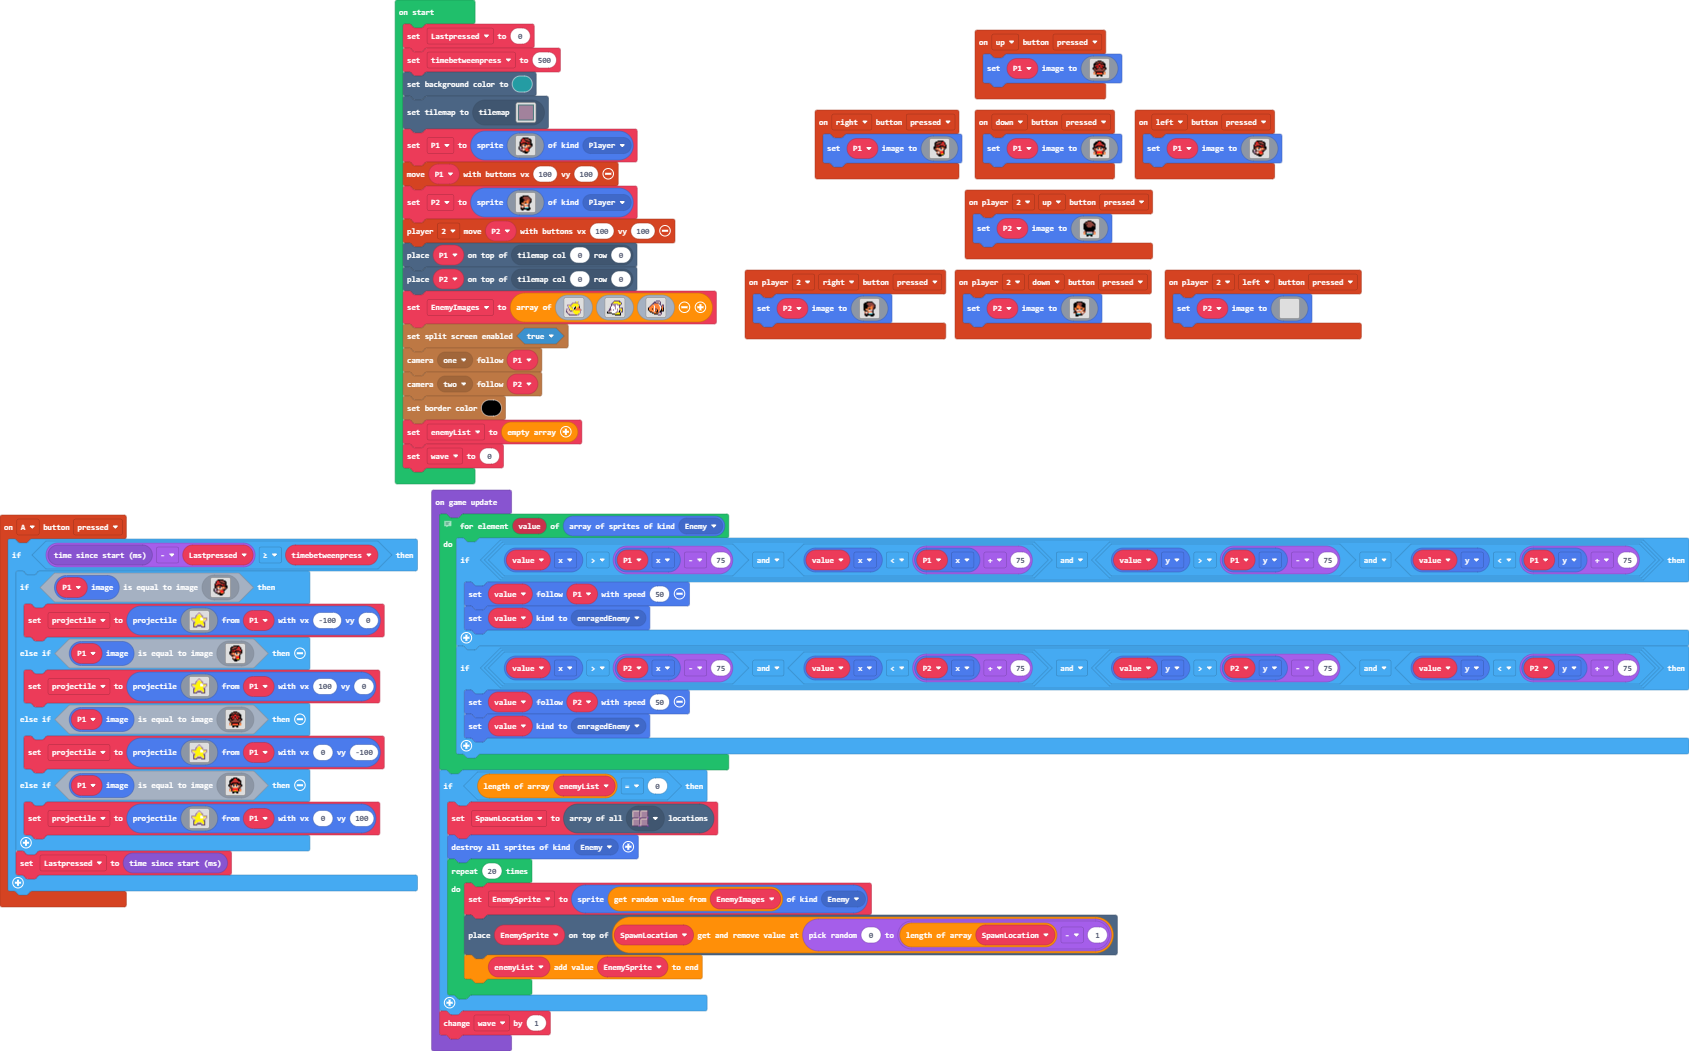 on start
set Lastpressed to 0
set timebetweenpress to 500
set background color to
set tilemap to tilemap
set P1 to sprite of kind Player
move P1 with buttons vx 100 vy 100
set P2 to sprite of kind Player
player 2 move P2 with buttons vx 100 vy 100
place P1 on top of tilemap col 0 row 0
place P2 on top of tilemap col 0 row 0
set EnemyImages to array of
set split screen enabled true
camera one follow P1
camera two follow P2
set border color
set enemyList to empty array
set wave to 0
on up button pressed
set P1 image to
on right button pressed
set P1 image to
on down button pressed
set P1 image to
on left button pressed
set P1 image to
on player 2 up button pressed
set P2 image to
on player 2 right button pressed
set P2 image to
on player 2 down button pressed
set P2 image to
on player 2 left button pressed
set P2 image to
on A button pressed
if time since start (ms) - Lastpressed ≥ timebetweenpress then
if P1 image is equal to image then
set projectile to projectile from P1 with vx -100 vy 0
else if P1 image is equal to image then
set projectile to projectile from P1 with vx 100 vy 0
else if P1 image is equal to image then
set projectile to projectile from P1 with vx 0 vy -100
else if P1 image is equal to image then
set projectile to projectile from P1 with vx 0 vy 100
set Lastpressed to time since start (ms)
on game update
for element value of array of sprites of kind Enemy
do
if value x > P1 x - 75 and value x < P1 x + 75 and value y > P1 y - 75 and value y < P1 y + 75 then
set value follow P1 with speed 50
set value kind to enragedEnemy
if value x > P2 x - 75 and value x < P2 x + 75 and value y > P2 y - 75 and value y < P2 y + 75 then
set value follow P2 with speed 50
set value kind to enragedEnemy
if length of array enemyList = 0 then
set SpawnLocation to array of all locations
destroy all sprites of kind Enemy
repeat 20 times
do
set EnemySprite to sprite get random value from EnemyImages of kind Enemy
place EnemySprite on top of SpawnLocation get and remove value at pick random 0 to length of array SpawnLocation - 1
enemyList add value EnemySprite to end
change wave by 1